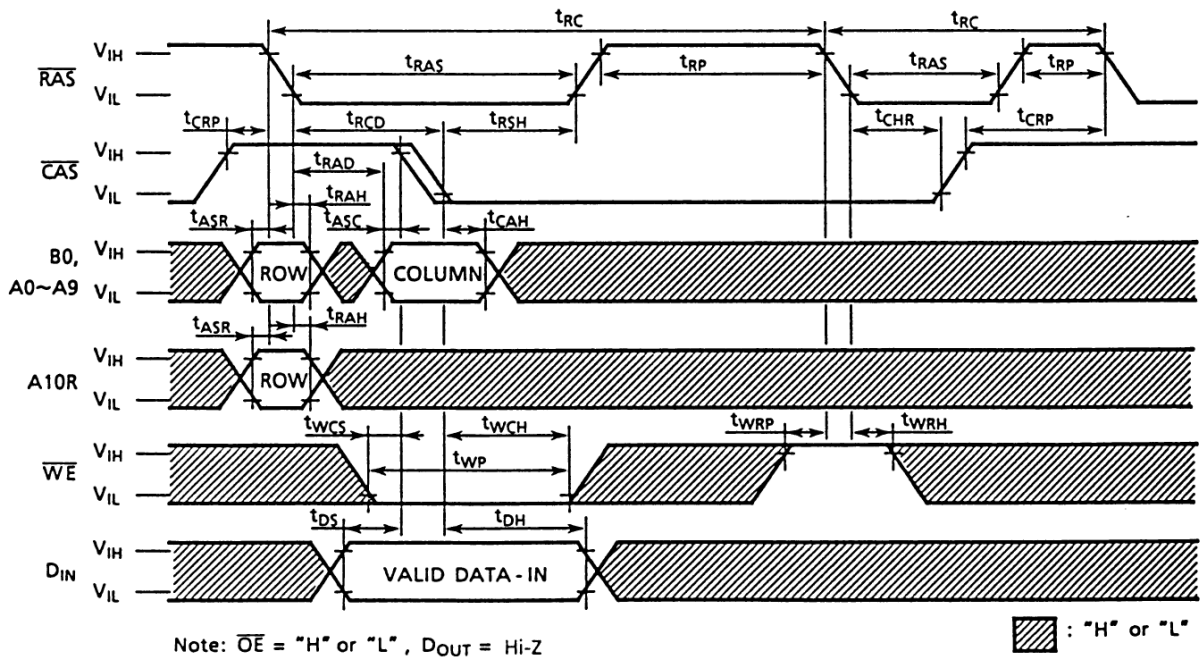 tRC tRC
VIH
RAS tRAS tRP tRAS tRP
VIL
tCRP tRCD tRSH tCHR tCRP
VIH
CAS tRAD
VIL
tRAH
tASR tASC tCAH
VIH
B0, ROW COLUMN
A0~A9 VIL
tASR tRAH
VIH
A10R ROW
VIL
tWCS tWCH tWRP tWRH
VIH
WE tWP
VIL
tDS tDH
VIH
DIN VALID DATA-IN
VIL
Note: OE = "H" or "L", DOUT = Hi-Z
: "H" or "L"